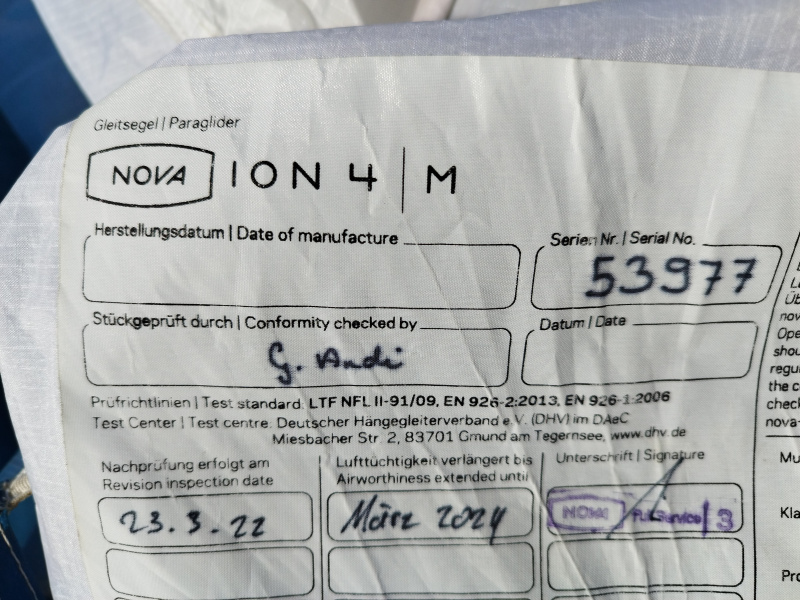 Gleitsegel | Paraglider
NOVA ION 4 | M
Herstellungsdatum | Date of manufacture
Serien Nr. | Serial No.
53977
Stückgeprüft durch | Conformity checked by
G. Andi
Datum | Date
Prüfrichtlinien | Test standard: LTF NFL II-91/09, EN 926-2:2013, EN 926-1:2006
Test Center | Test centre: Deutscher Hängegleiterverband e.V. (DHV) im DAeC
Miesbacher Str. 2, 83701 Gmund am Tegernsee, www.dhv.de
Nachprüfung erfolgt am
Revision inspection date
Lufttüchtigkeit verlängert bis
Airworthiness extended until
Unterschrift | Signature
23.3.22
März 2024
NOVA Full Service | 3